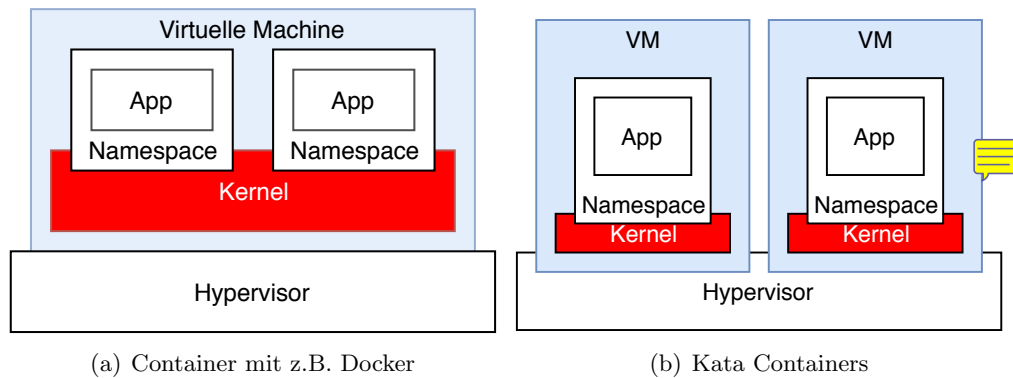 Virtuelle Machine
App
App
Namespace
Namespace
Kernel
Hypervisor
(a) Container mit z.B. Docker
VM
VM
App
App
Namespace
Namespace
Kernel
Kernel
Hypervisor
(b) Kata Containers